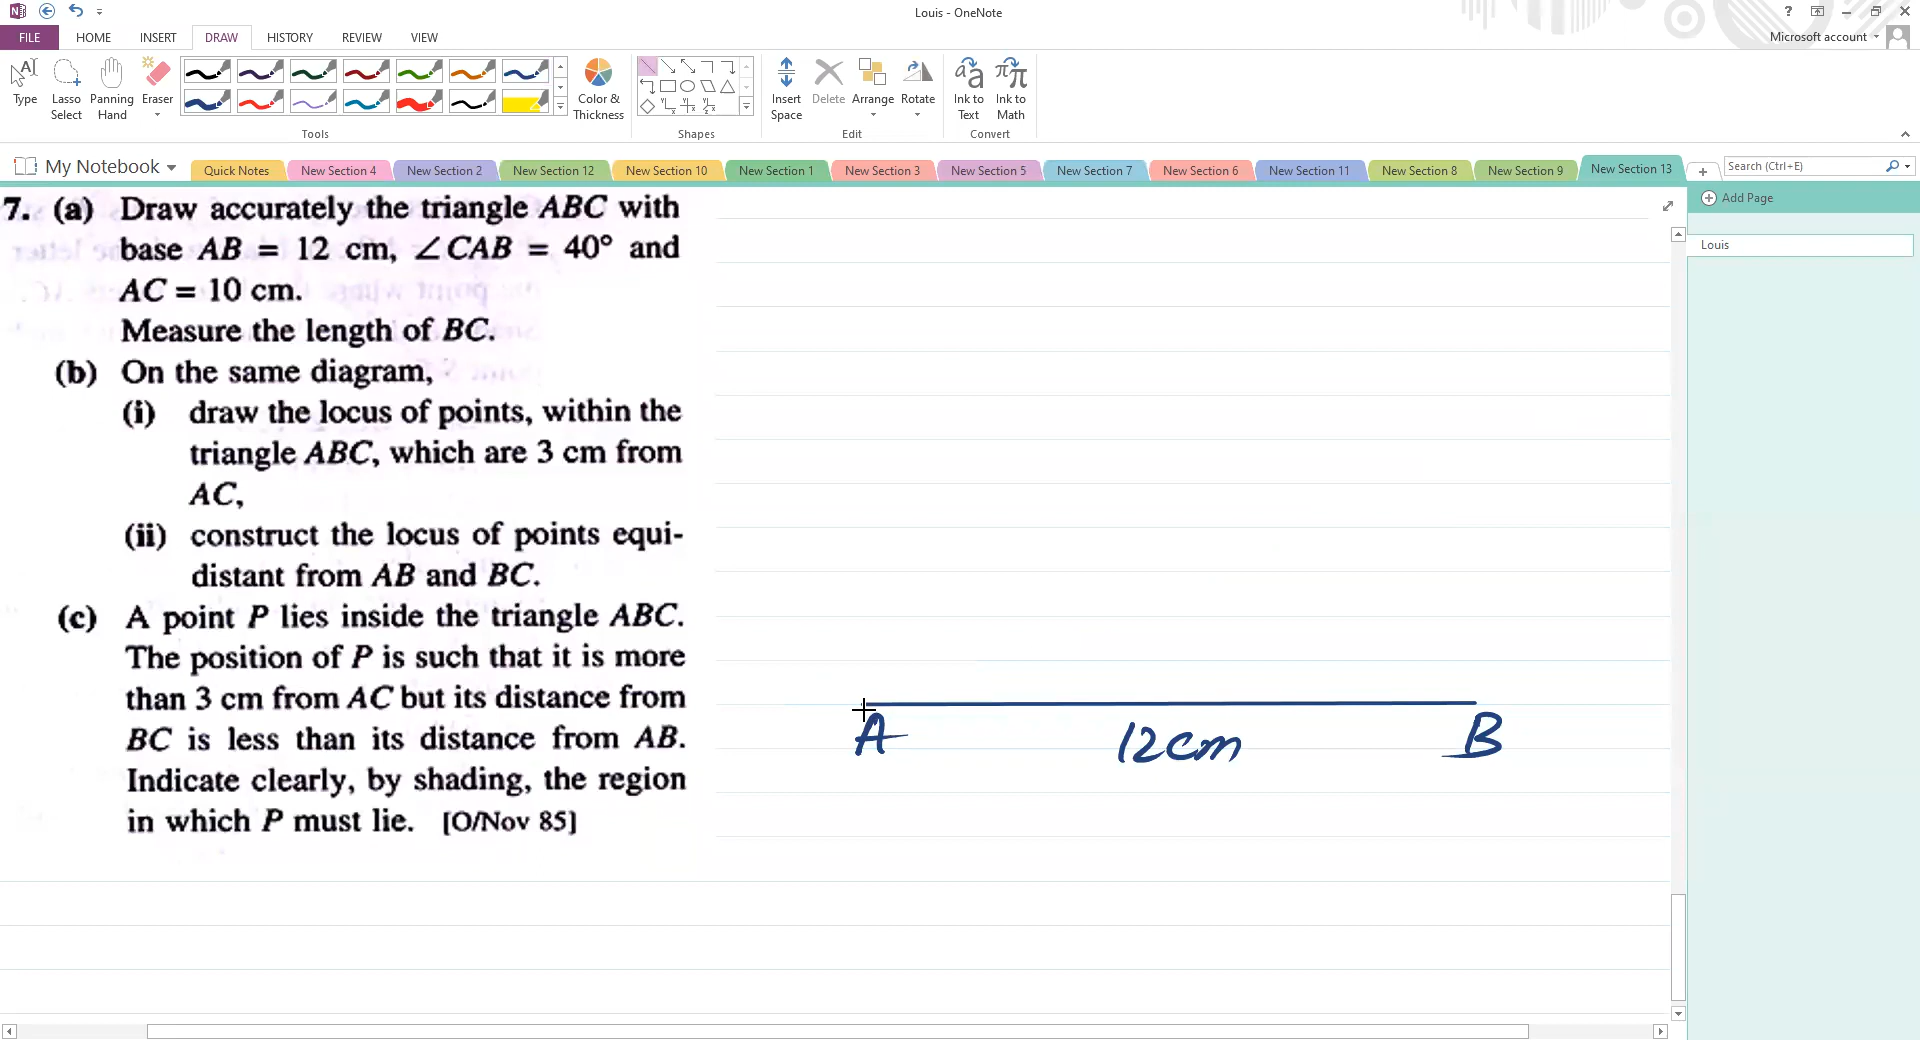 Louis - OneNote
?
FILE HOME INSERT DRAW HISTORY REVIEW VIEW
Microsoft account
Type
Lasso Select
Panning Hand
Eraser
Color & Thickness
Insert Space
Delete
Arrange
Rotate
Ink to Text
Ink to Math
Tools
Shapes
Edit
Convert
My Notebook
Quick Notes New Section 4 New Section 2 New Section 12 New Section 10 New Section 1 New Section 3 New Section 5 New Section 7 New Section 6 New Section 11 New Section 8 New Section 9 New Section 13
Search (Ctrl+E)
Add Page
Louis
7. (a) Draw accurately the triangle ABC with
base AB = 12 cm, ∠CAB = 40° and
AC = 10 cm.
Measure the length of BC.
(b) On the same diagram,
(i) draw the locus of points, within the
triangle ABC, which are 3 cm from
AC,
(ii) construct the locus of points equi-
distant from AB and BC.
(c) A point P lies inside the triangle ABC.
The position of P is such that it is more
than 3 cm from AC but its distance from
BC is less than its distance from AB.
Indicate clearly, by shading, the region
in which P must lie. [O/Nov 85]
A 12cm B